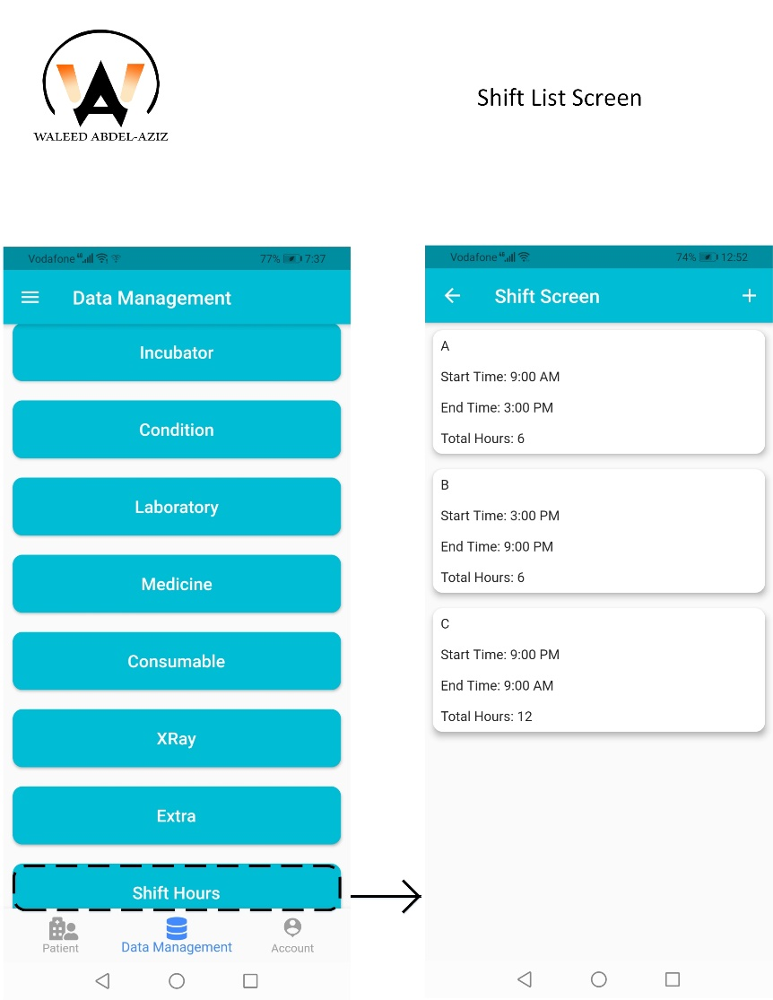 WALEED ABDEL-AZIZ
Shift List Screen
Vodafone 77% 7:37
Data Management
Incubator
Condition
Laboratory
Medicine
Consumable
XRay
Extra
Shift Hours
Patient
Data Management
Account
Vodafone 74% 12:52
Shift Screen
A
Start Time: 9:00 AM
End Time: 3:00 PM
Total Hours: 6
B
Start Time: 3:00 PM
End Time: 9:00 PM
Total Hours: 6
C
Start Time: 9:00 PM
End Time: 9:00 AM
Total Hours: 12